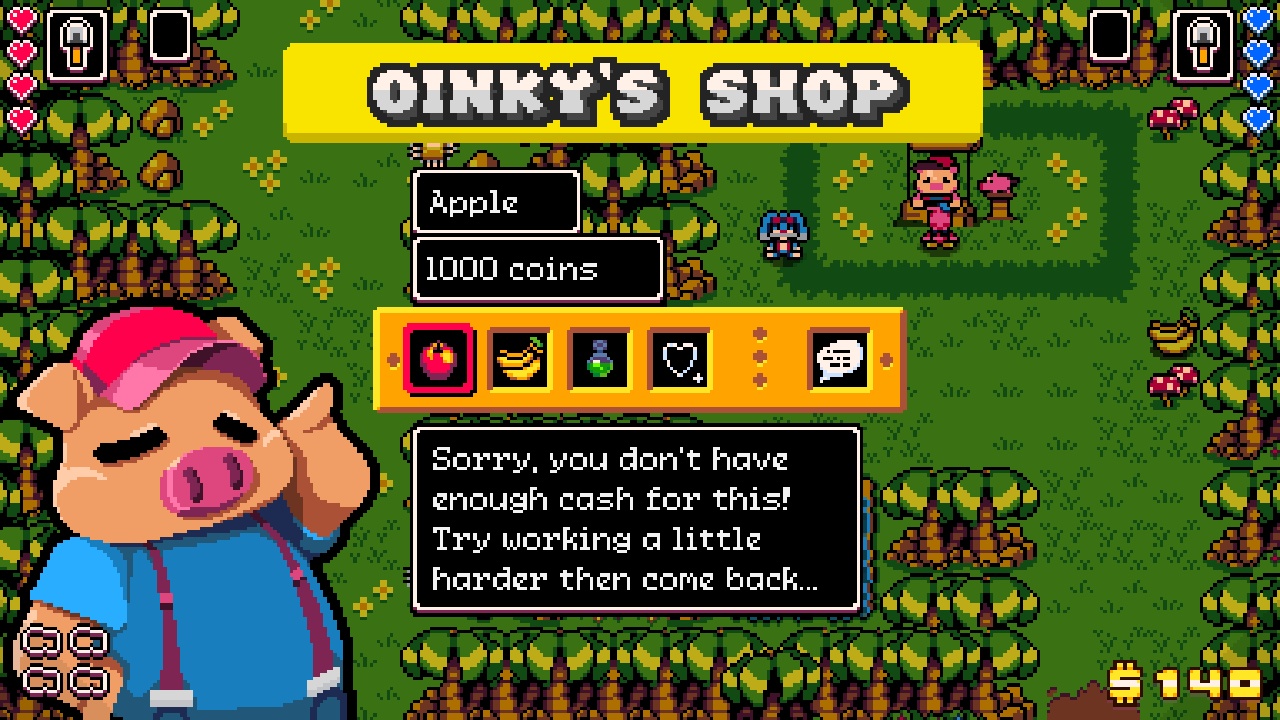 OINKY'S SHOP
Apple
1000 coins
Sorry, you don't have
enough cash for this!
Try working a little
harder then come back...
$140